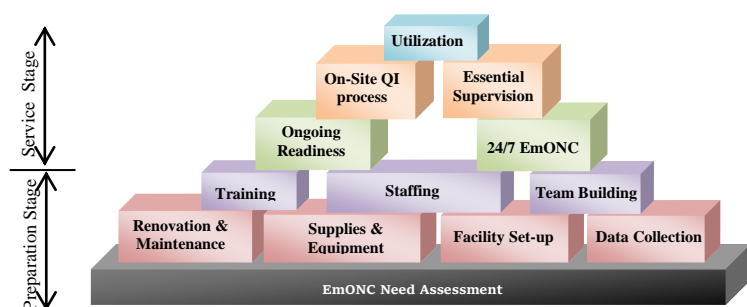 Utilization
On-Site QI
process
Essential
Supervision
Ongoing
Readiness
24/7 EmONC
Training
Staffing
Team Building
Renovation &
Maintenance
Supplies &
Equipment
Facility Set-up
Data Collection
EmONC Need Assessment
Service Stage
Preparation Stage